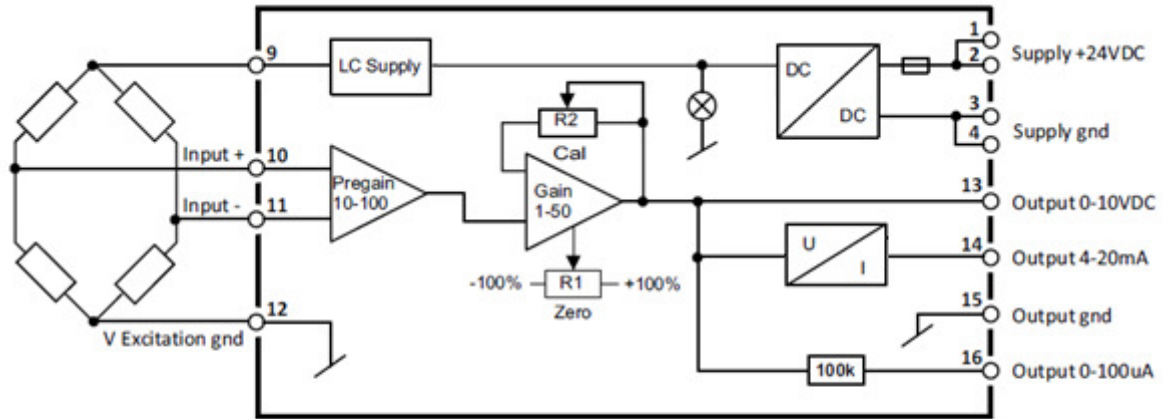 1
9
LC Supply
DC
2
Supply +24VDC
R2
DC
3
4
Supply gnd
Cal
Input +
10
Pregain
10-100
Gain
1-50
13
Output 0-10VDC
Input -
11
U
I
14
Output 4-20mA
-100%
R1
+100%
Zero
15
Output gnd
12
V Excitation gnd
100k
16
Output 0-100uA